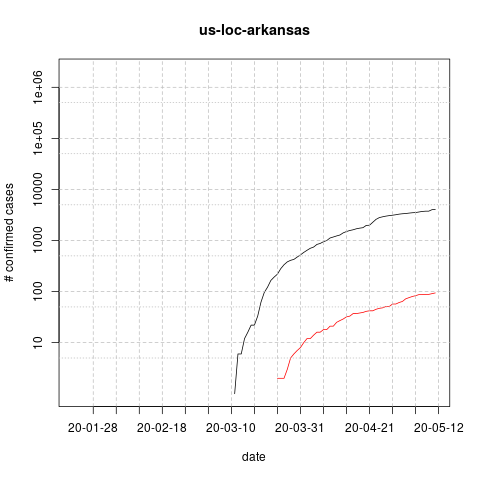 us-loc-arkansas
# confirmed cases
1e+06
1e+05
10000
1000
100
10
20-01-28 20-02-18 20-03-10 20-03-31 20-04-21 20-05-12
date